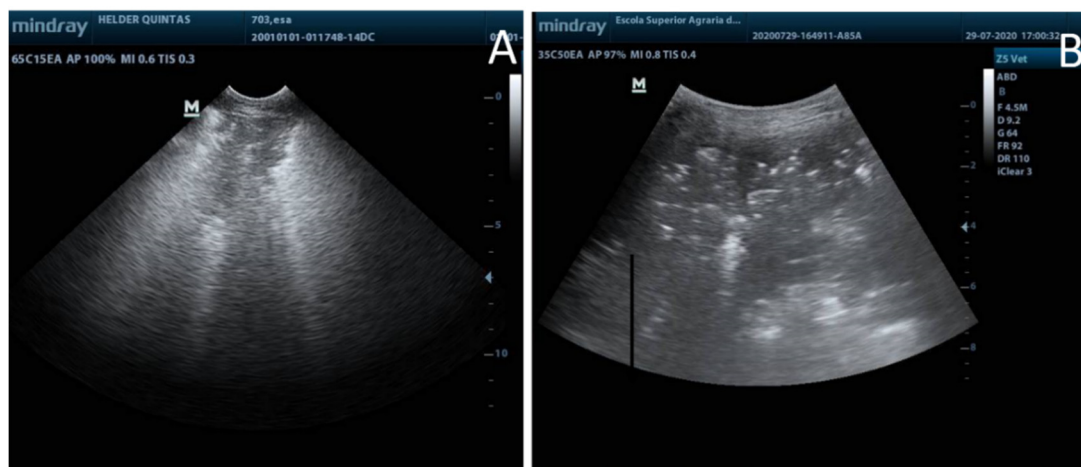 mindray
HELDER QUINTAS
703,esa
20010101-011748-14DC
65C15EA AP 100% MI 0.6 TIS 0.3
A
M
0
5
10
mindray
Escola Superior Agraria d...
20200729-164911-A85A
29-07-2020 17:00:32
35C50EA AP 97% MI 0.8 TIS 0.4
B
M
Z5 Vet
ABD
B
F 4.5M
D 9.2
G 64
FR 92
DR 110
iClear 3
0
2
4
6
8